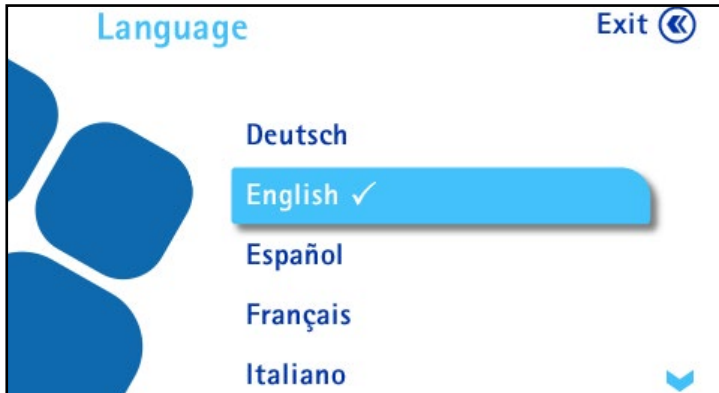 Language
Exit
Deutsch
English ✓
Español
Français
Italiano